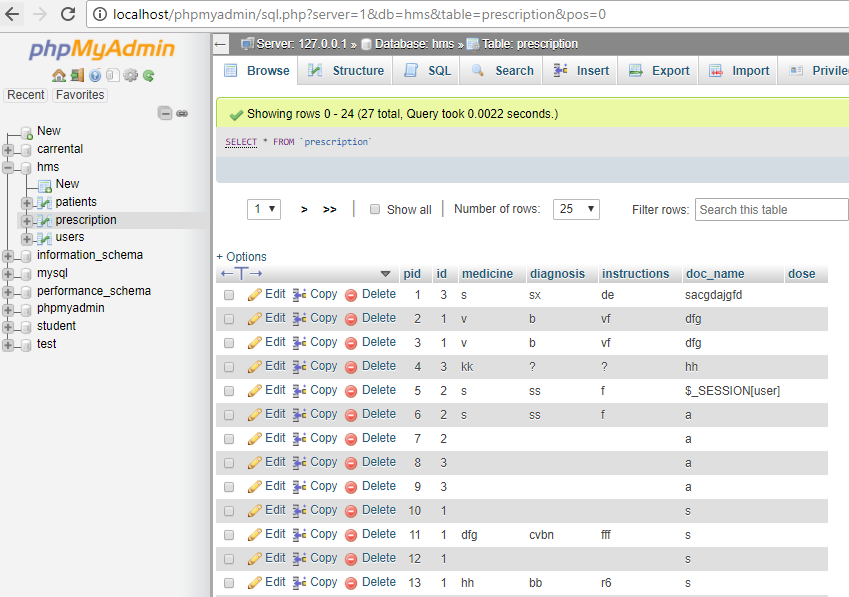 localhost/phpmyadmin/sql.php?server=1&db=hms&table=prescription&pos=0
phpMyAdmin
Recent Favorites
New
carrental
hms
New
patients
prescription
users
information_schema
mysql
performance_schema
phpmyadmin
student
test
Server: 127.0.0.1 » Database: hms » Table: prescription
Browse Structure SQL Search Insert Export Import Privile
Showing rows 0 - 24 (27 total, Query took 0.0022 seconds.)
SELECT * FROM `prescription`
1 > >> Show all Number of rows: 25 Filter rows: Search this table
+ Options
←T→ pid id medicine diagnosis instructions doc_name dose
Edit Copy Delete 1 3 s sx de sacgdajgfd
Edit Copy Delete 2 1 v b vf dfg
Edit Copy Delete 3 1 v b vf dfg
Edit Copy Delete 4 3 kk ? ? hh
Edit Copy Delete 5 2 s ss f $_SESSION[user]
Edit Copy Delete 6 2 s ss f a
Edit Copy Delete 7 2 a
Edit Copy Delete 8 3 a
Edit Copy Delete 9 3 a
Edit Copy Delete 10 1 s
Edit Copy Delete 11 1 dfg cvbn fff s
Edit Copy Delete 12 1 s
Edit Copy Delete 13 1 hh bb r6 s